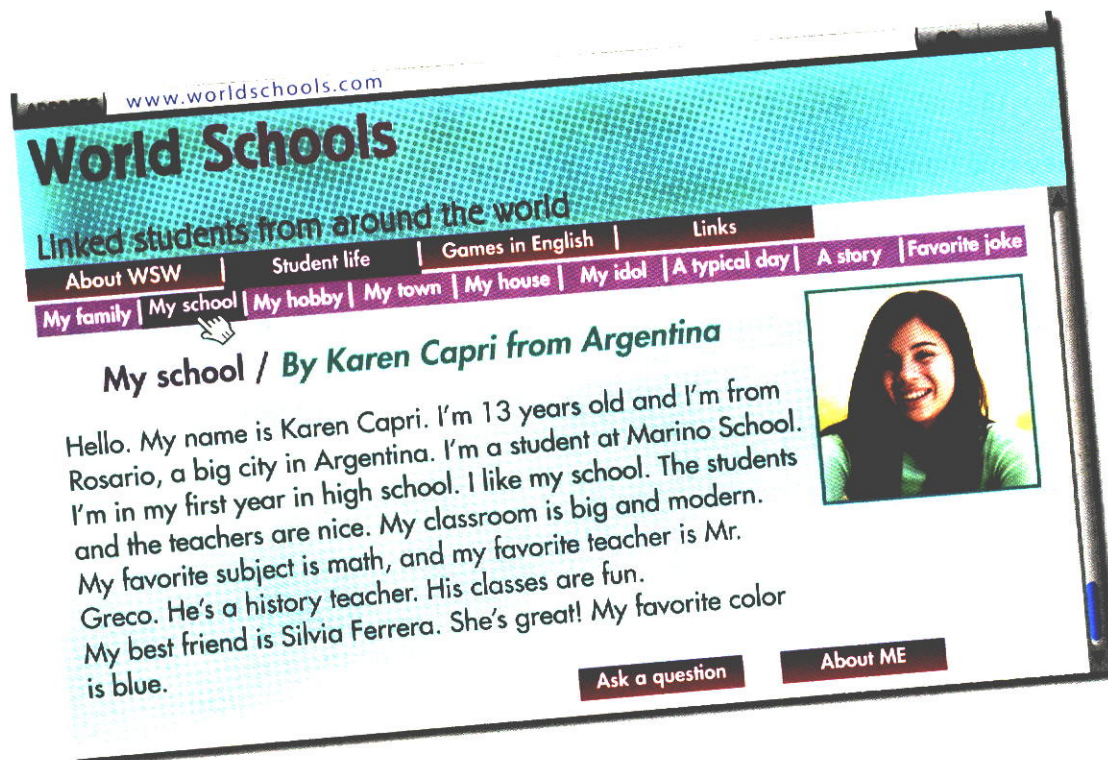 ADDRESS www.worldschools.com
World Schools
Linked students from around the world
About WSW | Student life | Games in English | Links
My family | My school | My hobby | My town | My house | My idol | A typical day | A story | Favorite joke
My school / By Karen Capri from Argentina
Hello. My name is Karen Capri. I'm 13 years old and I'm from
Rosario, a big city in Argentina. I'm a student at Marino School.
I'm in my first year in high school. I like my school. The students
and the teachers are nice. My classroom is big and modern.
My favorite subject is math, and my favorite teacher is Mr.
Greco. He's a history teacher. His classes are fun.
My best friend is Silvia Ferrera. She's great! My favorite color
is blue.
Ask a question
About ME